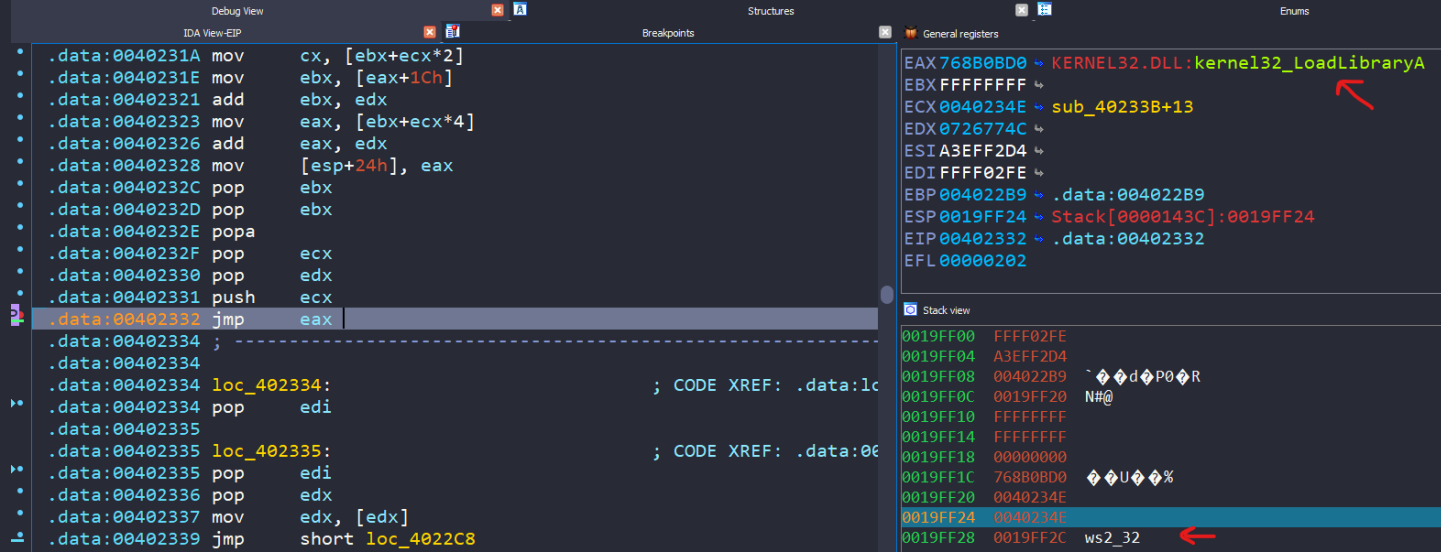 Debug View
Structures
Enums
IDA View-EIP
Breakpoints
General registers
.data:0040231A mov cx, [ebx+ecx*2]
.data:0040231E mov ebx, [eax+1Ch]
.data:00402321 add ebx, edx
.data:00402323 mov eax, [ebx+ecx*4]
.data:00402326 add eax, edx
.data:00402328 mov [esp+24h], eax
.data:0040232C pop ebx
.data:0040232D pop ebx
.data:0040232E popa
.data:0040232F pop ecx
.data:00402330 pop edx
.data:00402331 push ecx
.data:00402332 jmp eax
.data:00402334 ; ---------------------------------------------------------------
.data:00402334
.data:00402334 loc_402334: ; CODE XREF: .data:lo
.data:00402334 pop edi
.data:00402335
.data:00402335 loc_402335: ; CODE XREF: .data:00
.data:00402335 pop edi
.data:00402336 pop edx
.data:00402337 mov edx, [edx]
.data:00402339 jmp short loc_4022C8
EAX 768B0BD0 KERNEL32.DLL:kernel32_LoadLibraryA
EBX FFFFFFFF
ECX 0040234E sub_40233B+13
EDX 0726774C
ESI A3EFF2D4
EDI FFFF02FE
EBP 004022B9 .data:004022B9
ESP 0019FF24 Stack[0000143C]:0019FF24
EIP 00402332 .data:00402332
EFL 00000202
Stack view
0019FF00 FFFF02FE
0019FF04 A3EFF2D4
0019FF08 004022B9 `��d�P0�R
0019FF0C 0019FF20 N#@
0019FF10 FFFFFFFF
0019FF14 FFFFFFFF
0019FF18 00000000
0019FF1C 768B0BD0 ��U��%
0019FF20 0040234E
0019FF24 0040234E
0019FF28 0019FF2C ws2_32